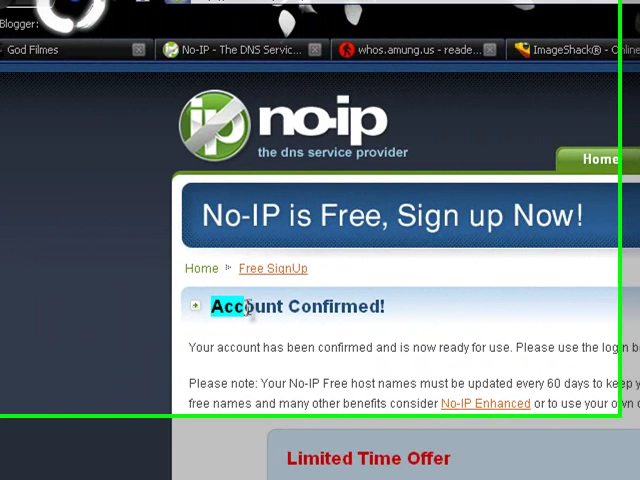 Blogger:
God Filmes
No-IP - The DNS Servic...
whos.amung.us - reade...
ImageShack® - Online
ip no-ip
the dns service provider
Home
No-IP is Free, Sign up Now!
Home Free SignUp
Account Confirmed!
Your account has been confirmed and is now ready for use. Please use the login b
Please note: Your No-IP Free host names must be updated every 60 days to keep y
free names and many other benefits consider No-IP Enhanced or to use your own d
Limited Time Offer